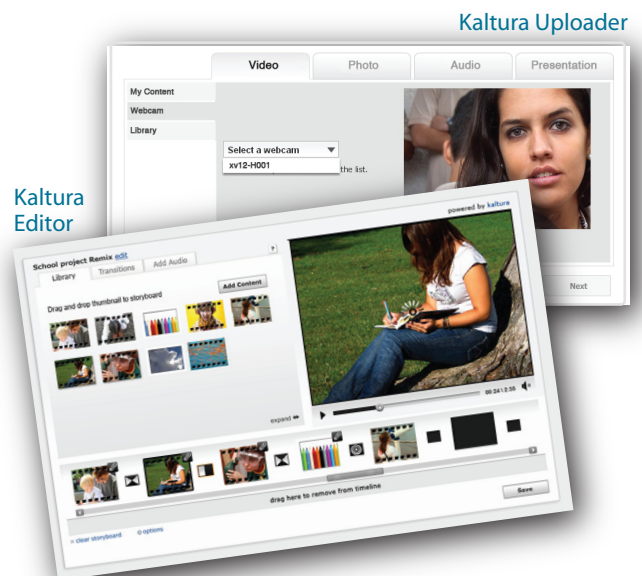 Kaltura Uploader
Video
Photo
Audio
Presentation
My Content
Webcam
Library
Select a webcam
xv12-H001
the list.
Next
Kaltura
Editor
powered by kaltura
School project Remix edit
Library
Transitions
Add Audio
?
Drag and drop thumbnail to storyboard
Add Content
expand
00:24 \ 2:55
drag here to remove from timeline
clear storyboard
options
Save